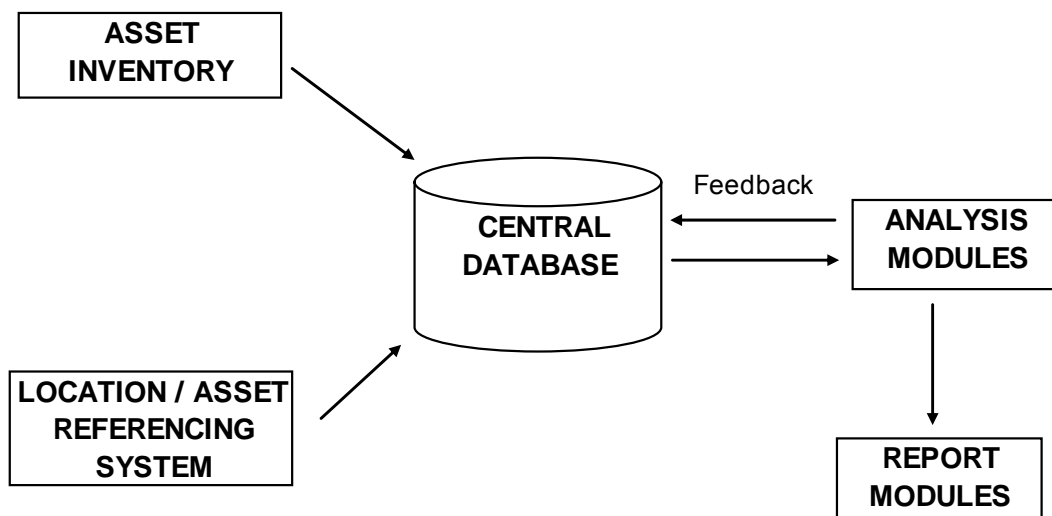 ASSET
INVENTORY
CENTRAL
DATABASE
Feedback
ANALYSIS
MODULES
LOCATION / ASSET
REFERENCING
SYSTEM
REPORT
MODULES